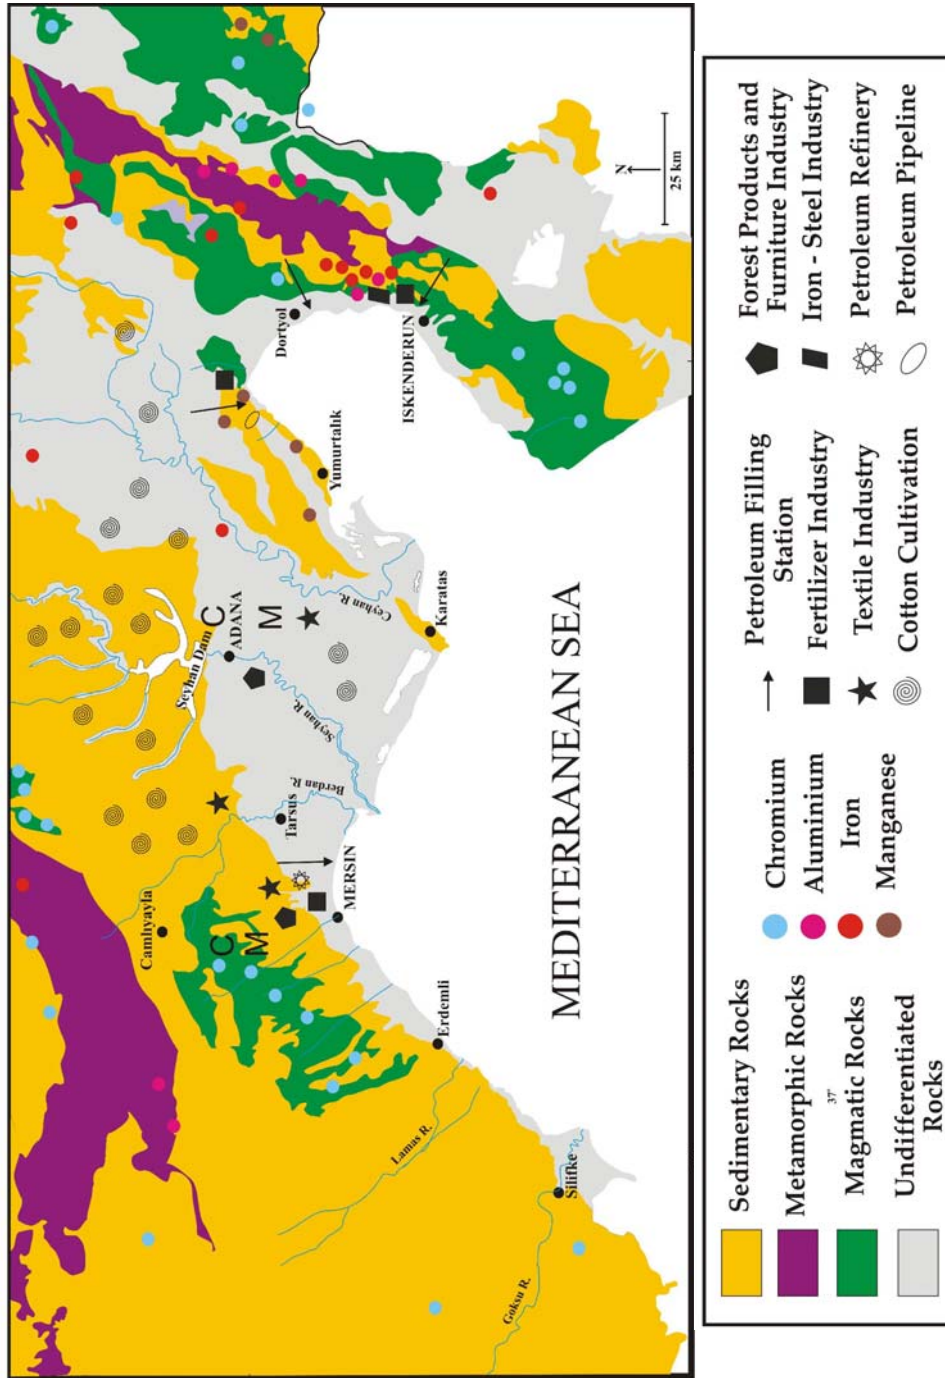 Seyhan Dam
C
ADANA
M
Seyhan R.
Ceyhan R.
Berdan R.
Tarsus
MERSIN
Camlıyayla
C
M
Erdemli
Lamas R.
Silifke
Goksu R.
Karatas
Yumurtalık
Dortyol
ISKENDERUN
MEDITERRANEAN SEA
N
25 km
Sedimentary Rocks
Metamorphic Rocks
37°
Magmatic Rocks
Undifferentiated
Rocks
Chromium
Aluminium
Iron
Manganese
Petroleum Filling
Station
Fertilizer Industry
Textile Industry
Cotton Cultivation
Forest Products and
Furniture Industry
Iron - Steel Industry
Petroleum Refinery
Petroleum Pipeline